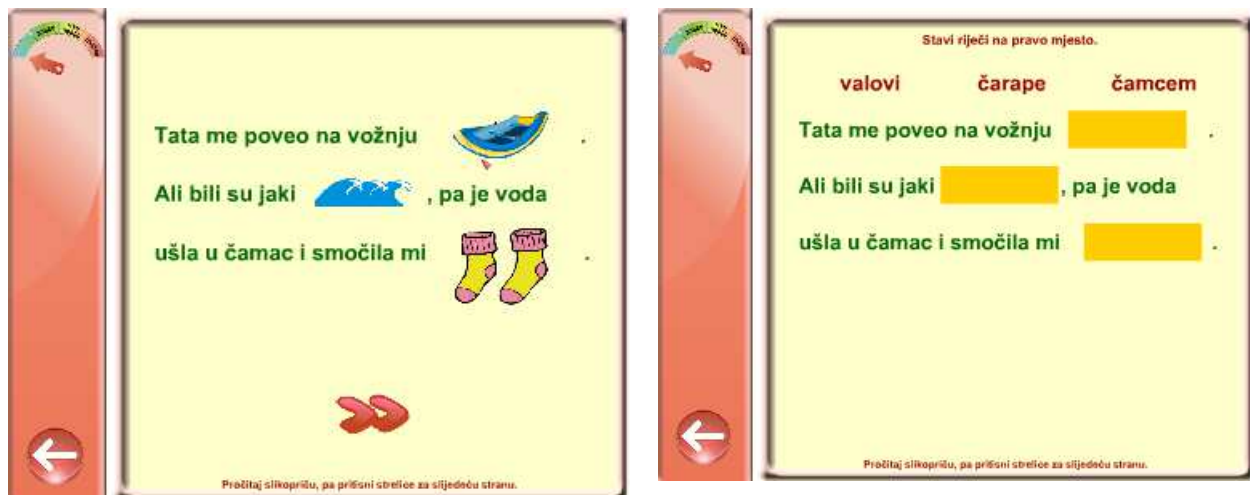 Tata me poveo na vožnju .
Ali bili su jaki , pa je voda
ušla u čamac i smočila mi .
Pročitaj slikopriču, pa pritisni strelice za slijedeću stranu.
Stavi riječi na pravo mjesto.
valovi čarape čamcem
Tata me poveo na vožnju .
Ali bili su jaki , pa je voda
ušla u čamac i smočila mi .
Pročitaj slikopriču, pa pritisni strelice za slijedeću stranu.